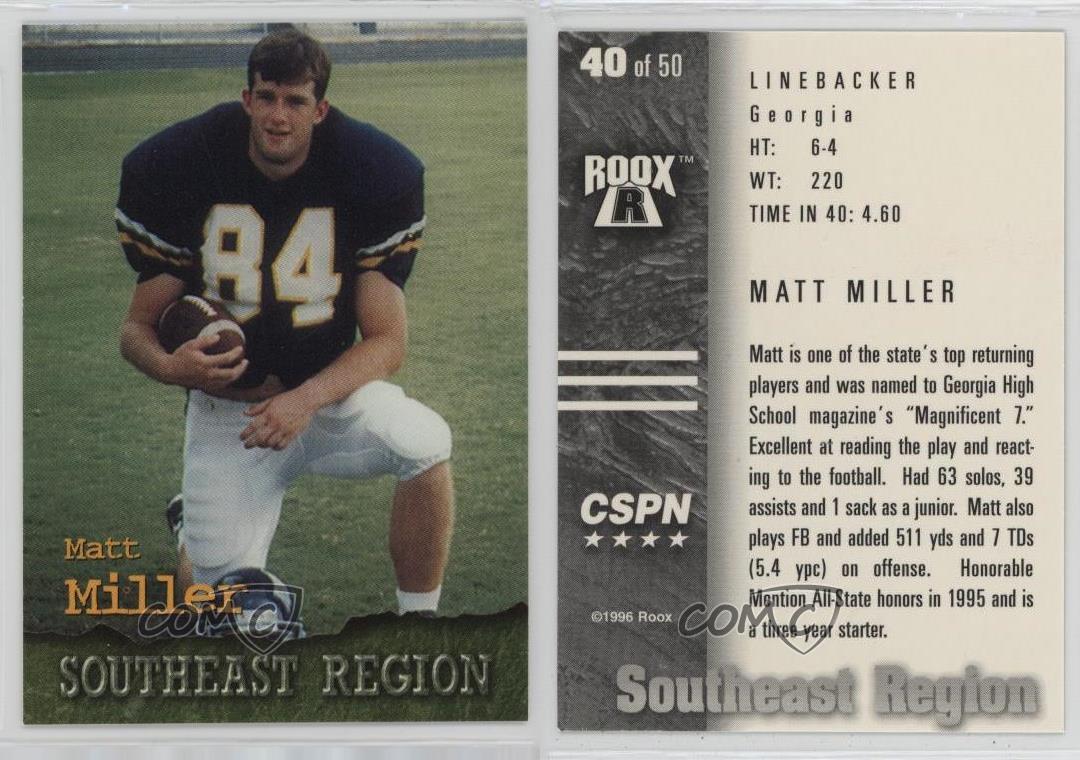 84
Matt
Miller
COMC
SOUTHEAST REGION
40 of 50
ROOX™
R
CSPN
©1996 Roox
LINEBACKER
Georgia
HT: 6-4
WT: 220
TIME IN 40: 4.60
MATT MILLER
Matt is one of the state's top returning
players and was named to Georgia High
School magazine's "Magnificent 7."
Excellent at reading the play and react-
ing to the football. Had 63 solos, 39
assists and 1 sack as a junior. Matt also
plays FB and added 511 yds and 7 TDs
(5.4 ypc) on offense. Honorable
Mention All-State honors in 1995 and is
a three year starter.
COMC
Southeast Region